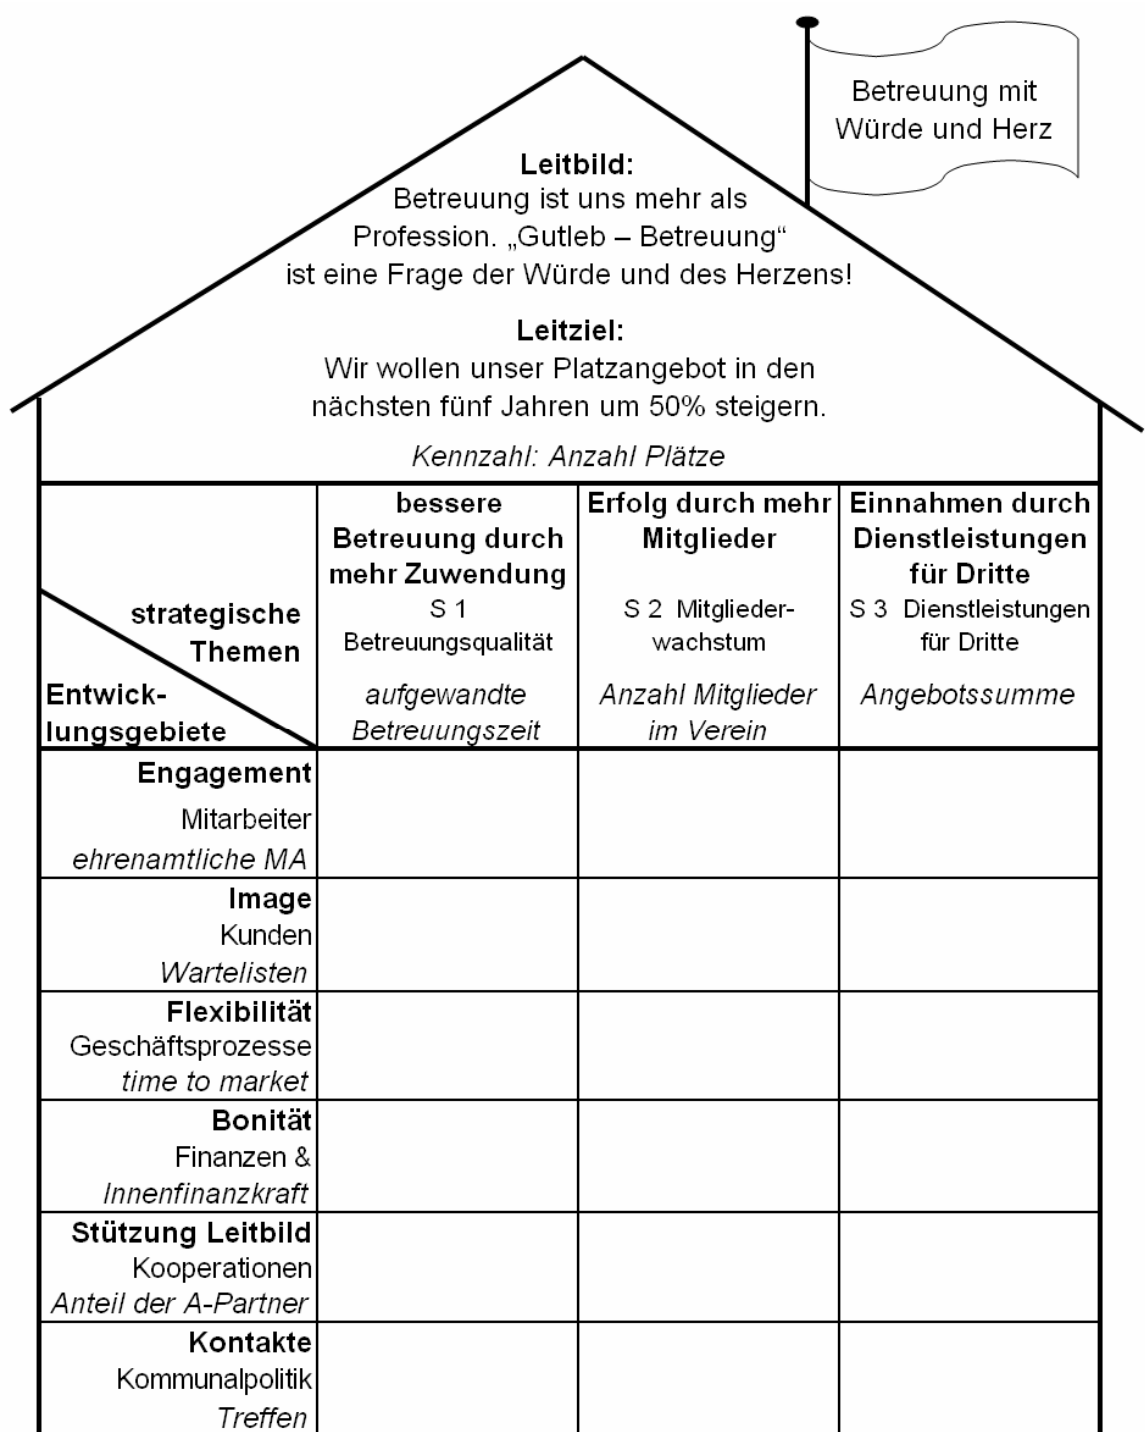 Betreuung mit
Würde und Herz
Leitbild:
Betreuung ist uns mehr als
Profession. „Gutleb – Betreuung“
ist eine Frage der Würde und des Herzens!
Leitziel:
Wir wollen unser Platzangebot in den
nächsten fünf Jahren um 50% steigern.
Kennzahl: Anzahl Plätze
strategische
Themen
Entwick-
lungsgebiete
bessere
Betreuung durch
mehr Zuwendung
S 1
Betreuungsqualität
aufgewandte
Betreuungszeit
Erfolg durch mehr
Mitglieder
S 2 Mitglieder-
wachstum
Anzahl Mitglieder
im Verein
Einnahmen durch
Dienstleistungen
für Dritte
S 3 Dienstleistungen
für Dritte
Angebotssumme
Engagement
Mitarbeiter
ehrenamtliche MA
Image
Kunden
Wartelisten
Flexibilität
Geschäftsprozesse
time to market
Bonität
Finanzen &
Innenfinanzkraft
Stützung Leitbild
Kooperationen
Anteil der A-Partner
Kontakte
Kommunalpolitik
Treffen